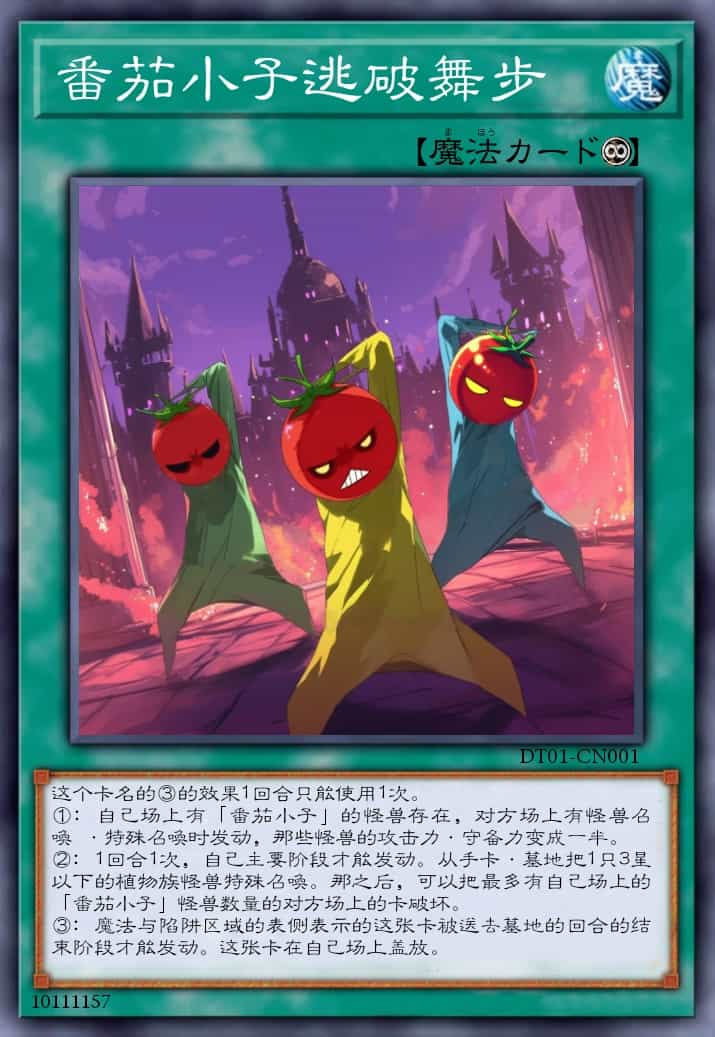 番茄小子逃破舞步
魔
ま ほう
【魔法カード♾】
DT01-CN001
这个卡名的③的效果1回合只能使用1次。
①：自己场上有「番茄小子」的怪兽存在，对方场上有怪兽召
唤 ·特殊召唤时发动，那些怪兽的攻击力·守备力变成一半。
②：1回合1次，自己主要阶段才能发动。从手卡·墓地把1只3星
以下的植物族怪兽特殊召唤。那之后，可以把最多有自己场上的
「番茄小子」怪兽数量的对方场上的卡破坏。
③：魔法与陷阱区域的表侧表示的这张卡被送去墓地的回合的结
束阶段才能发动。这张卡在自己场上盖放。
10111157